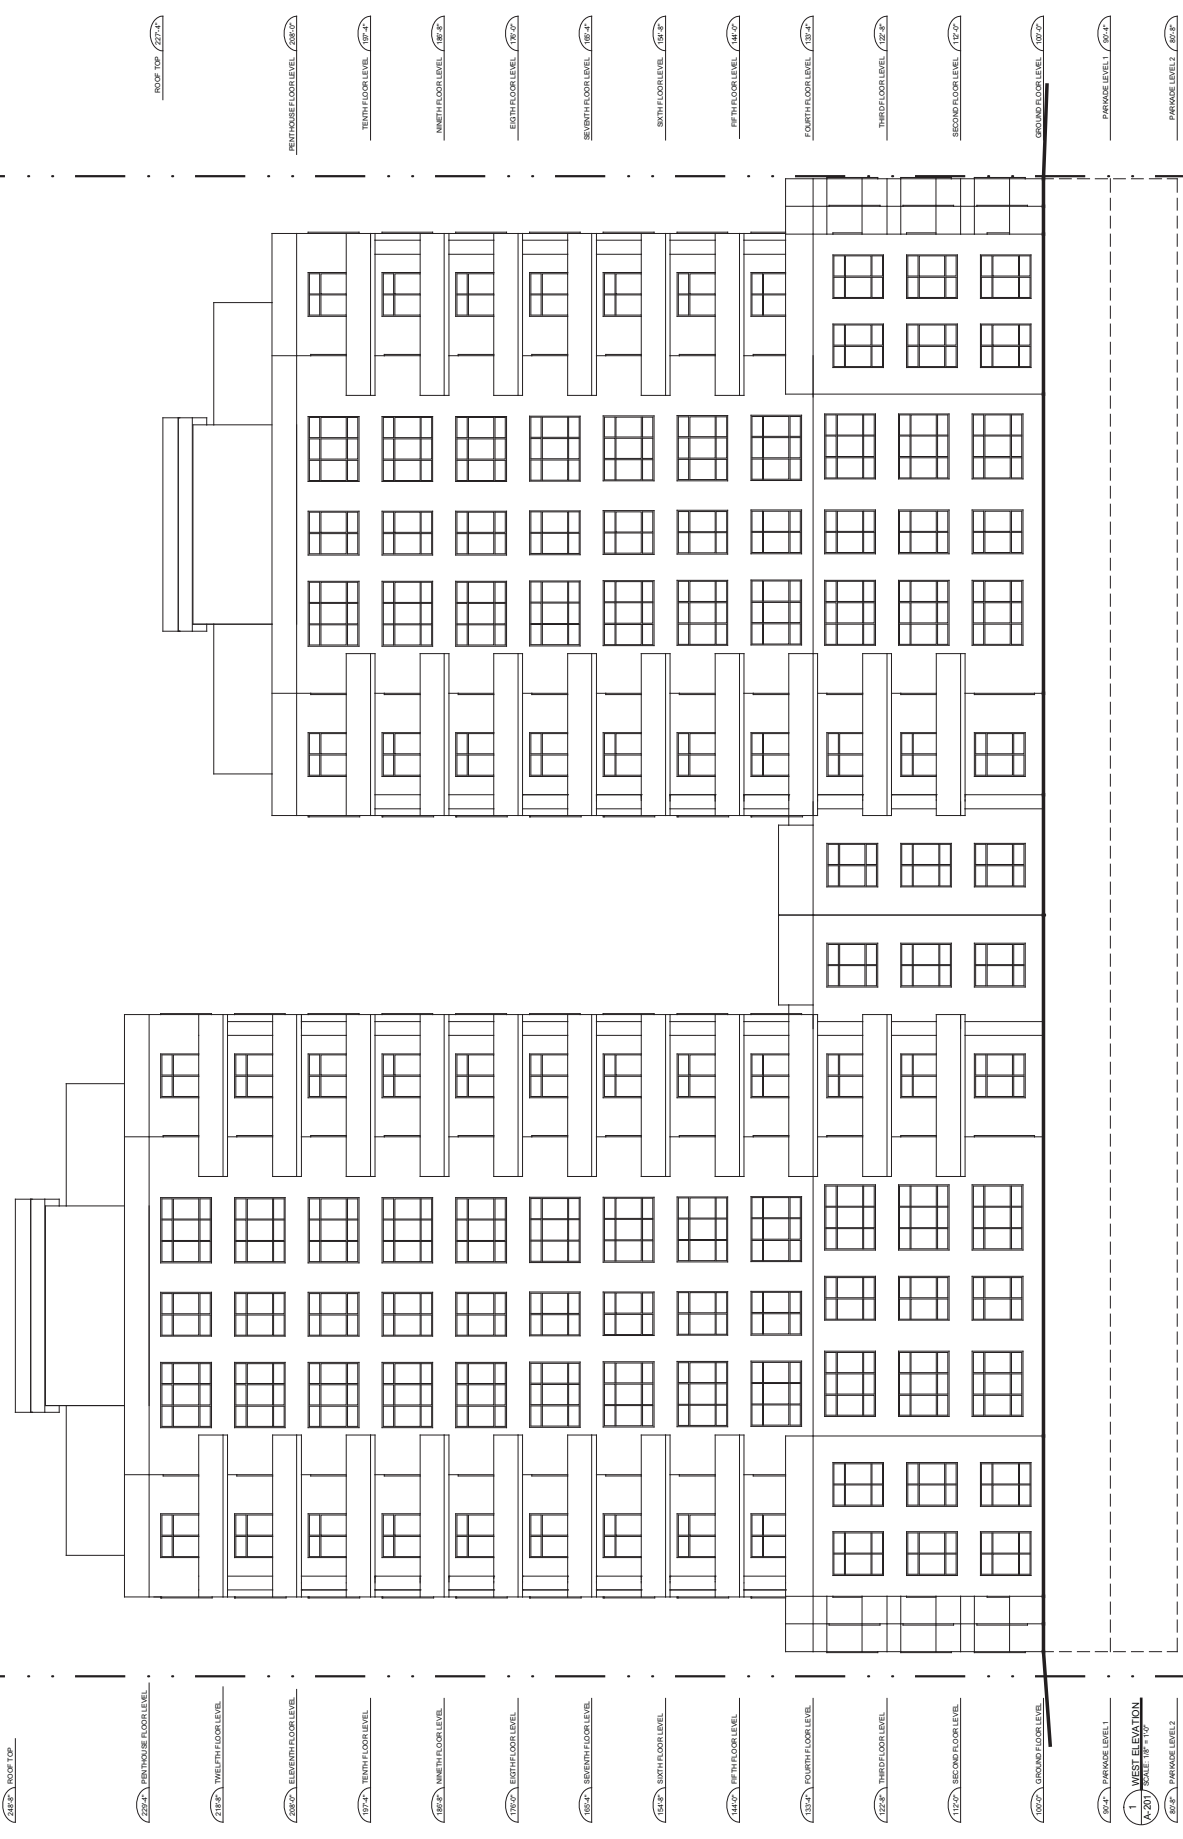 ROOF TOP 227'-4"
PENTHOUSE FLOOR LEVEL 208'-0"
TENTH FLOOR LEVEL 197'-4"
NINETH FLOOR LEVEL 186'-8"
EIGTH FLOOR LEVEL 176'-0"
SEVENTH FLOOR LEVEL 165'-4"
SIXTH FLOOR LEVEL 154'-8"
FIFTH FLOOR LEVEL 144'-0"
FOURTH FLOOR LEVEL 133'-4"
THIRD FLOOR LEVEL 122'-8"
SECOND FLOOR LEVEL 112'-0"
GROUND FLOOR LEVEL 100'-0"
PARKADE LEVEL 1 90'-4"
PARKADE LEVEL 2 80'-8"
248'-8" ROOF TOP
229'-4" PENTHOUSE FLOOR LEVEL
218'-8" TWELFTH FLOOR LEVEL
208'-0" ELEVENTH FLOOR LEVEL
197'-4" TENTH FLOOR LEVEL
186'-8" NINETH FLOOR LEVEL
176'-0" EIGTH FLOOR LEVEL
165'-4" SEVENTH FLOOR LEVEL
154'-8" SIXTH FLOOR LEVEL
144'-0" FIFTH FLOOR LEVEL
133'-4" FOURTH FLOOR LEVEL
122'-8" THIRD FLOOR LEVEL
112'-0" SECOND FLOOR LEVEL
100'-0" GROUND FLOOR LEVEL
90'-4" PARKADE LEVEL 1
80'-8" PARKADE LEVEL 2
1 WEST ELEVATION
A-201 SCALE: 1/8" = 1'-0"